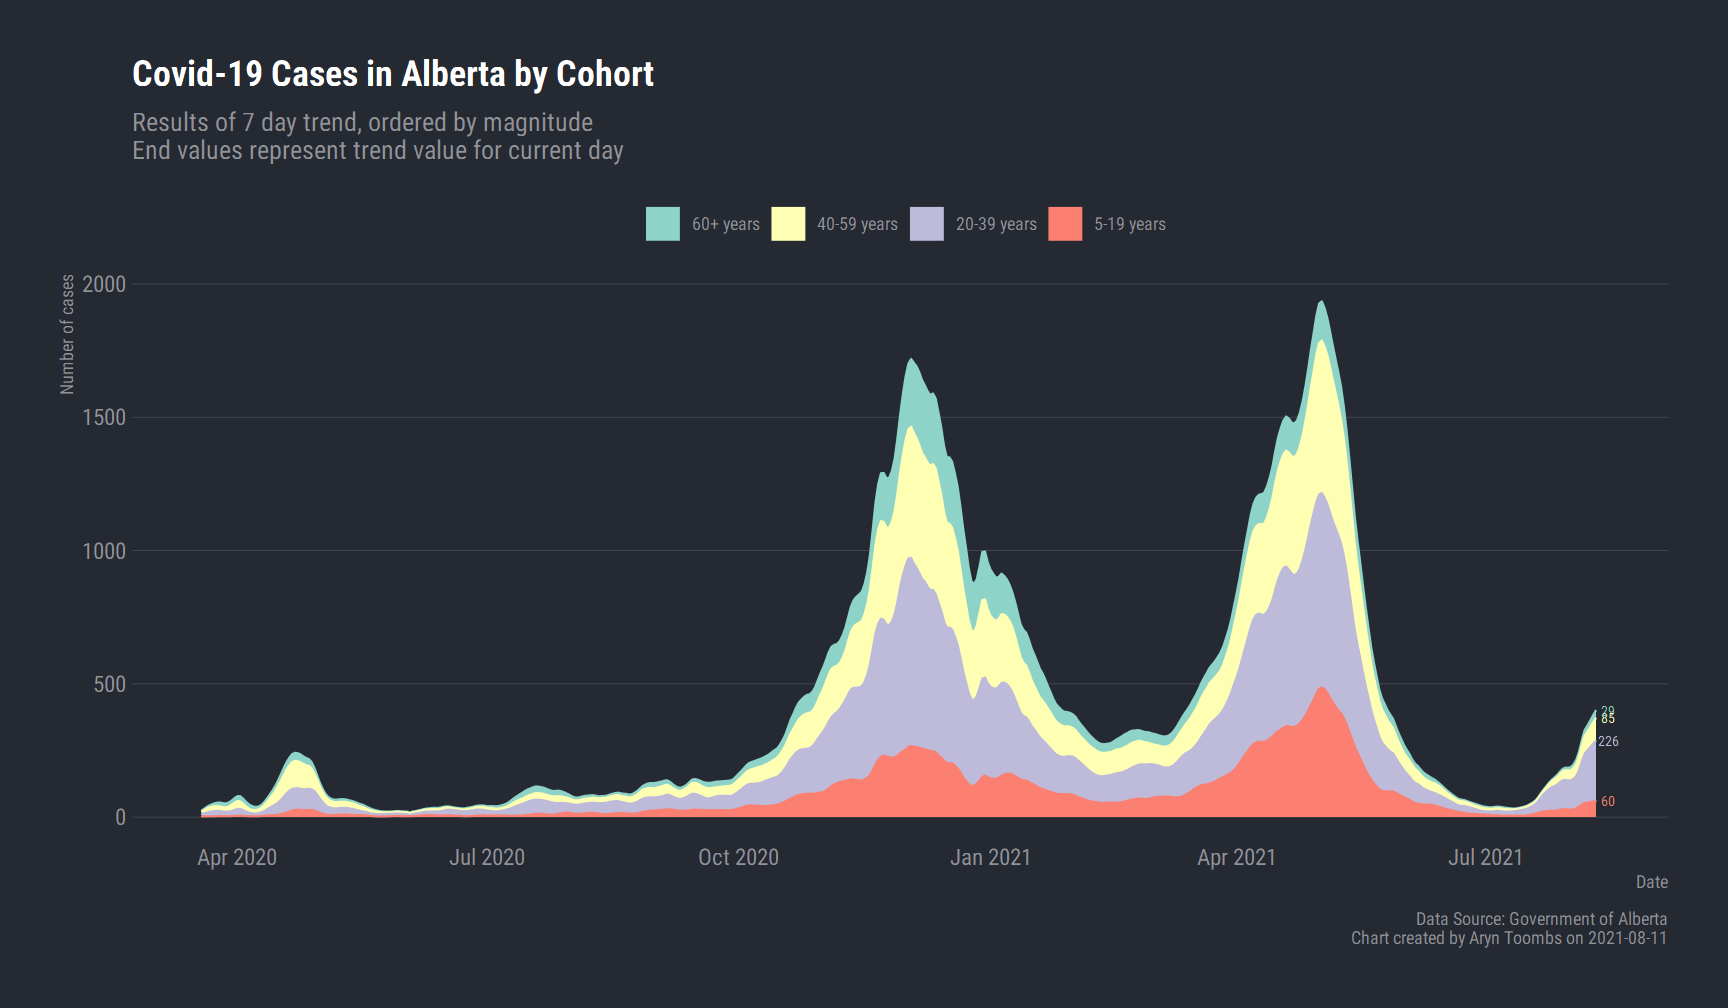 Covid-19 Cases in Alberta by Cohort
Results of 7 day trend, ordered by magnitude
End values represent trend value for current day
60+ years
40-59 years
20-39 years
5-19 years
Number of cases
2000
1500
1000
500
0
29
85
226
60
Apr 2020
Jul 2020
Oct 2020
Jan 2021
Apr 2021
Jul 2021
Date
Data Source: Government of Alberta
Chart created by Aryn Toombs on 2021-08-11